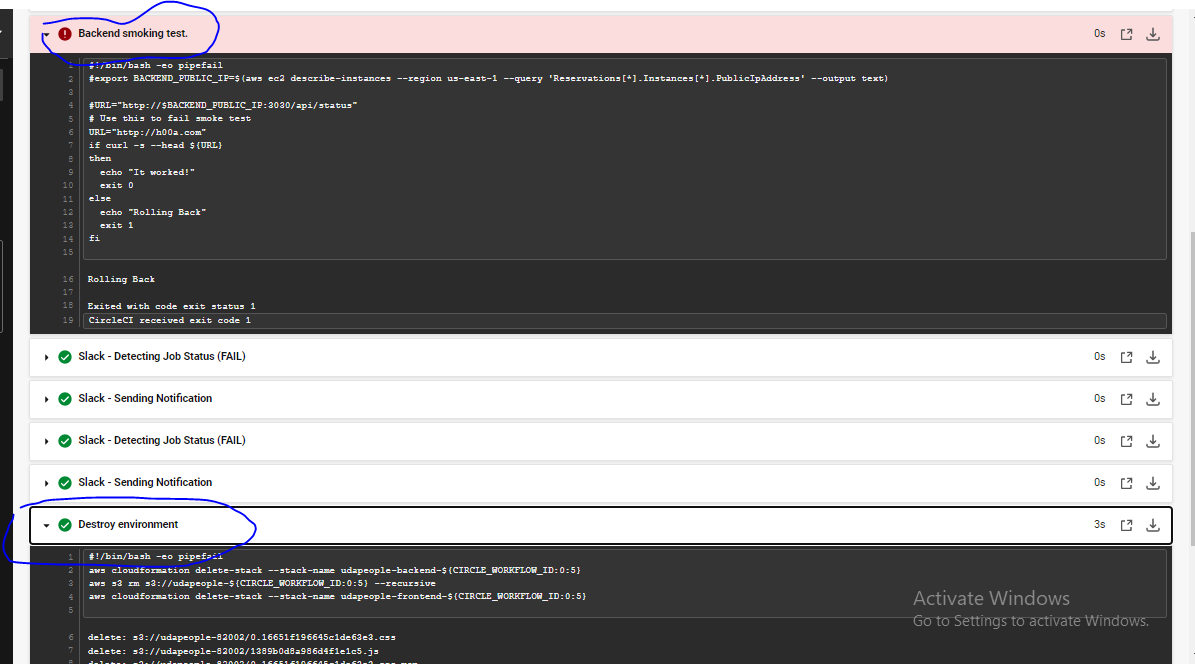 Backend smoking test.
0s
1 #!/bin/bash -eo pipefail
2 #export BACKEND_PUBLIC_IP=$(aws ec2 describe-instances --region us-east-1 --query 'Reservations[*].Instances[*].PublicIpAddress' --output text)
3
4 #URL="http://$BACKEND_PUBLIC_IP:3030/api/status"
5 # Use this to fail smoke test
6 URL="http://h00a.com"
7 if curl -s --head ${URL}
8 then
9 echo "It worked!"
10 exit 0
11 else
12 echo "Rolling Back"
13 exit 1
14 fi
15
16 Rolling Back
17
18 Exited with code exit status 1
19 CircleCI received exit code 1
Slack - Detecting Job Status (FAIL)
0s
Slack - Sending Notification
0s
Slack - Detecting Job Status (FAIL)
0s
Slack - Sending Notification
0s
Destroy environment
3s
1 #!/bin/bash -eo pipefail
2 aws cloudformation delete-stack --stack-name udapeople-backend-${CIRCLE_WORKFLOW_ID:0:5}
3 aws s3 rm s3://udapeople-${CIRCLE_WORKFLOW_ID:0:5} --recursive
4 aws cloudformation delete-stack --stack-name udapeople-frontend-${CIRCLE_WORKFLOW_ID:0:5}
5
6 delete: s3://udapeople-82002/0.16651f196645c1de63e3.css
7 delete: s3://udapeople-82002/1389b0d8a986d4f1e1c5.js
Activate Windows
Go to Settings to activate Windows.